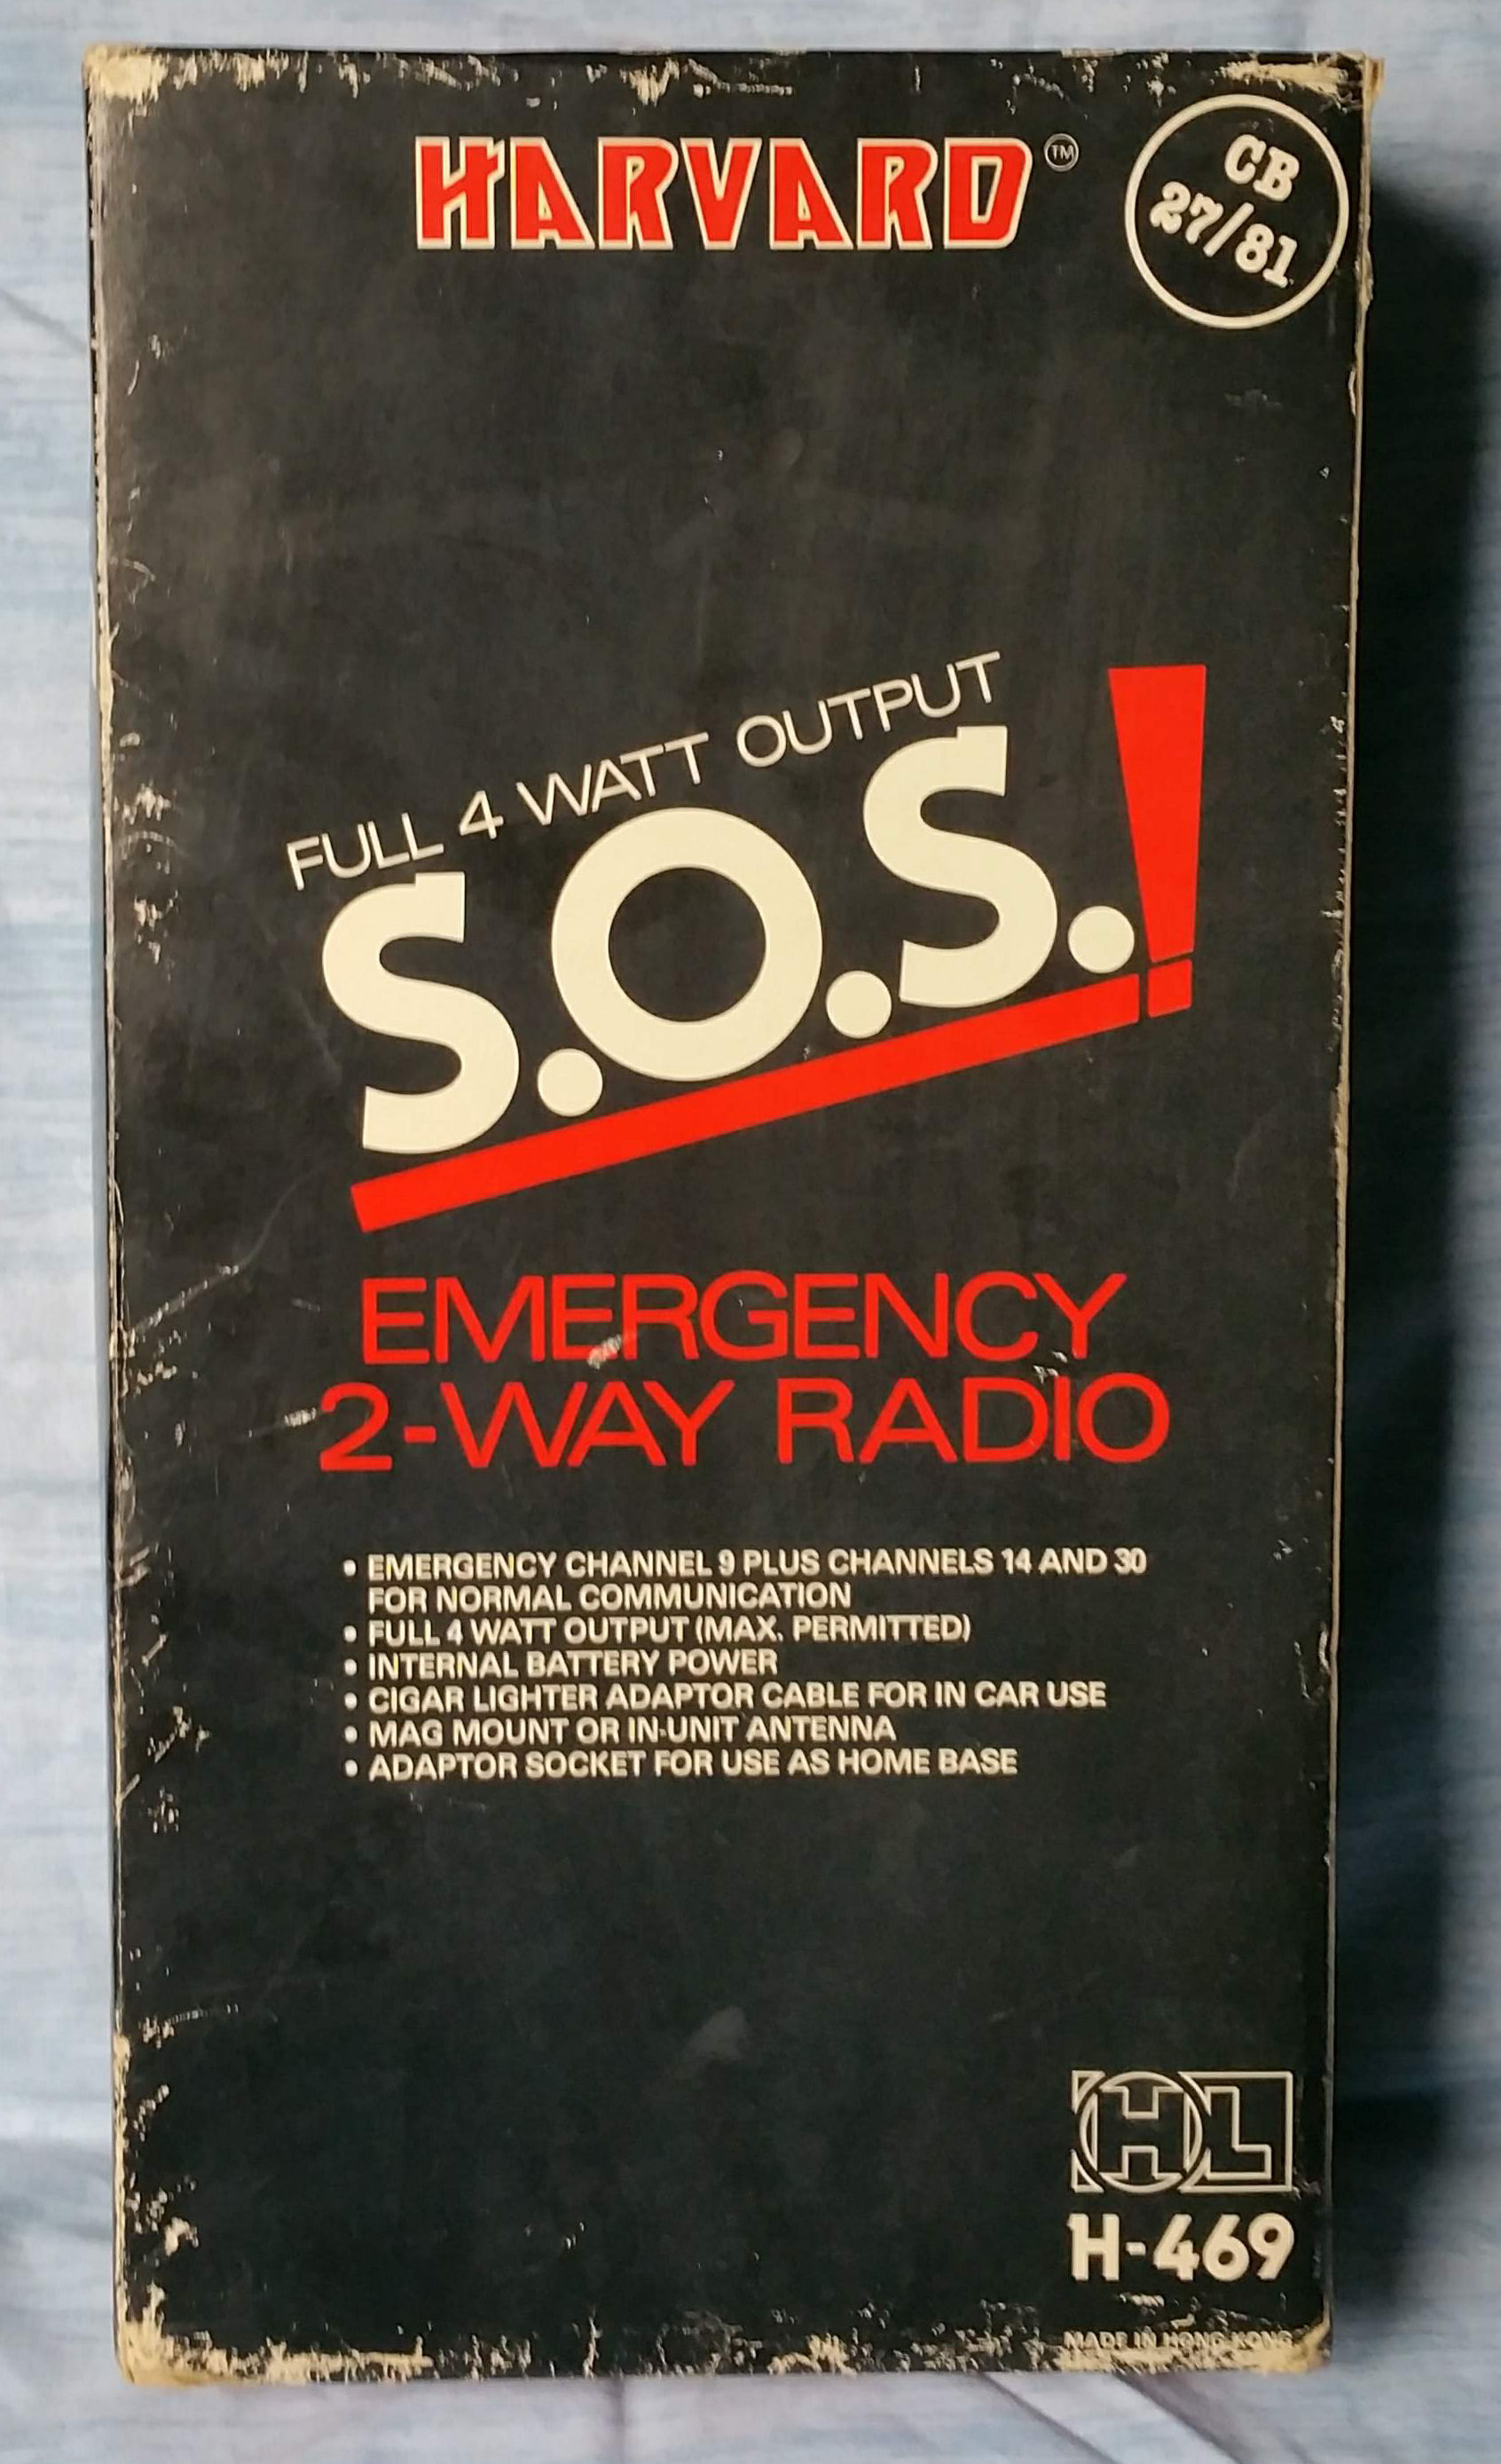 HARVARD™
CB
27/81
FULL 4 WATT OUTPUT
S.O.S.!
EMERGENCY
2-WAY RADIO
• EMERGENCY CHANNEL 9 PLUS CHANNELS 14 AND 30
FOR NORMAL COMMUNICATION
• FULL 4 WATT OUTPUT (MAX. PERMITTED)
• INTERNAL BATTERY POWER
• CIGAR LIGHTER ADAPTOR CABLE FOR IN CAR USE
• MAG MOUNT OR IN-UNIT ANTENNA
• ADAPTOR SOCKET FOR USE AS HOME BASE
HL
H-469
MADE IN HONG KONG